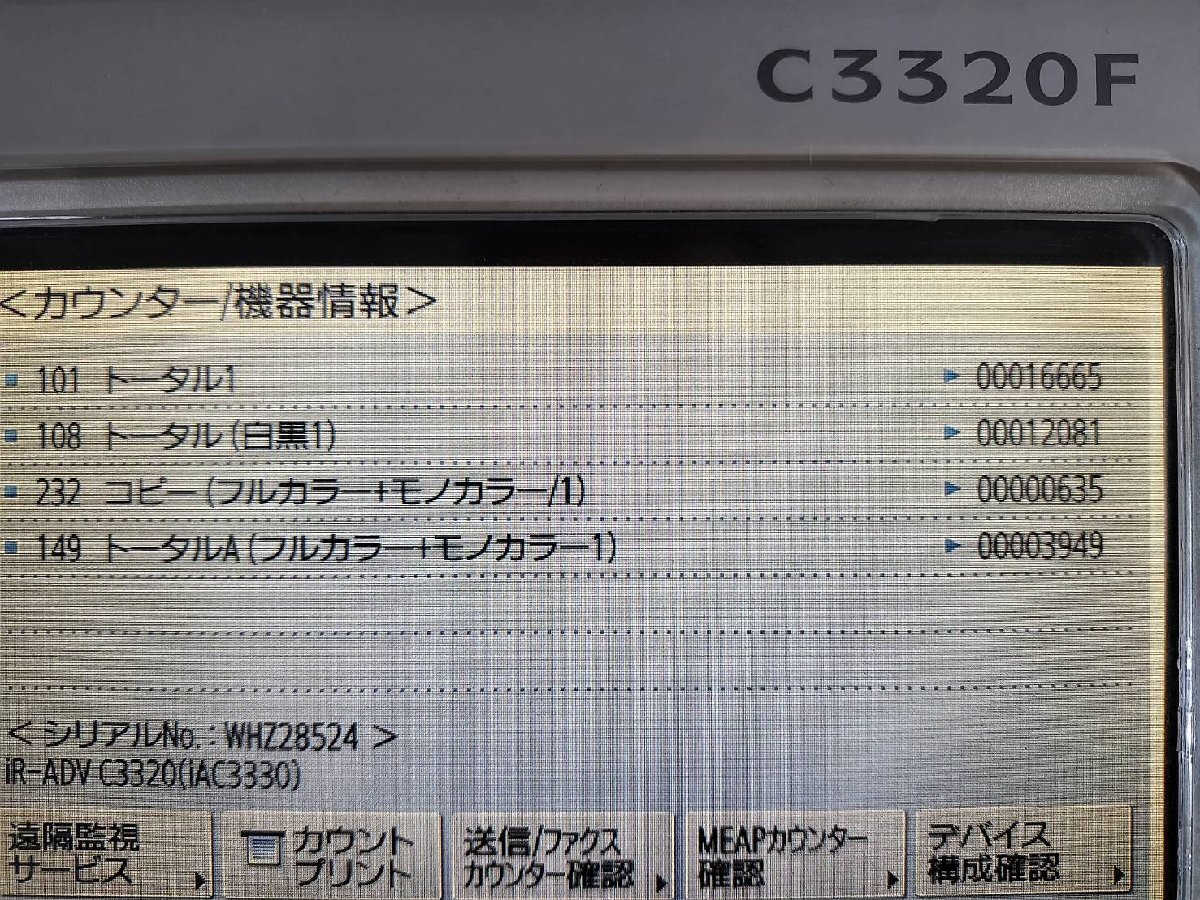 C3320F
<カウンター/機器情報>
101 トータル1 00016665
108 トータル(白黒1) 00012081
232 コピー(フルカラー+モノカラー/1) 00000635
149 トータルA(フルカラー+モノカラー1) 00003949
<シリアルNo.:WHZ28524 >
iR-ADV C3320(iAC3330)
遠隔監視
サービス
カウント
プリント
送信/ファクス
カウンター確認
MEAPカウンター
確認
デバイス
構成確認